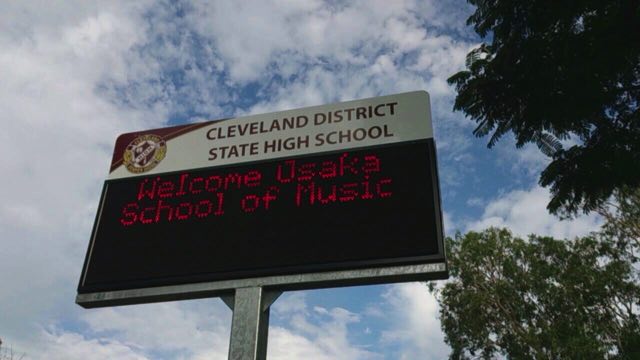 CLEVELAND DISTRICT
STATE HIGH SCHOOL
Welcome Osaka
School of Music